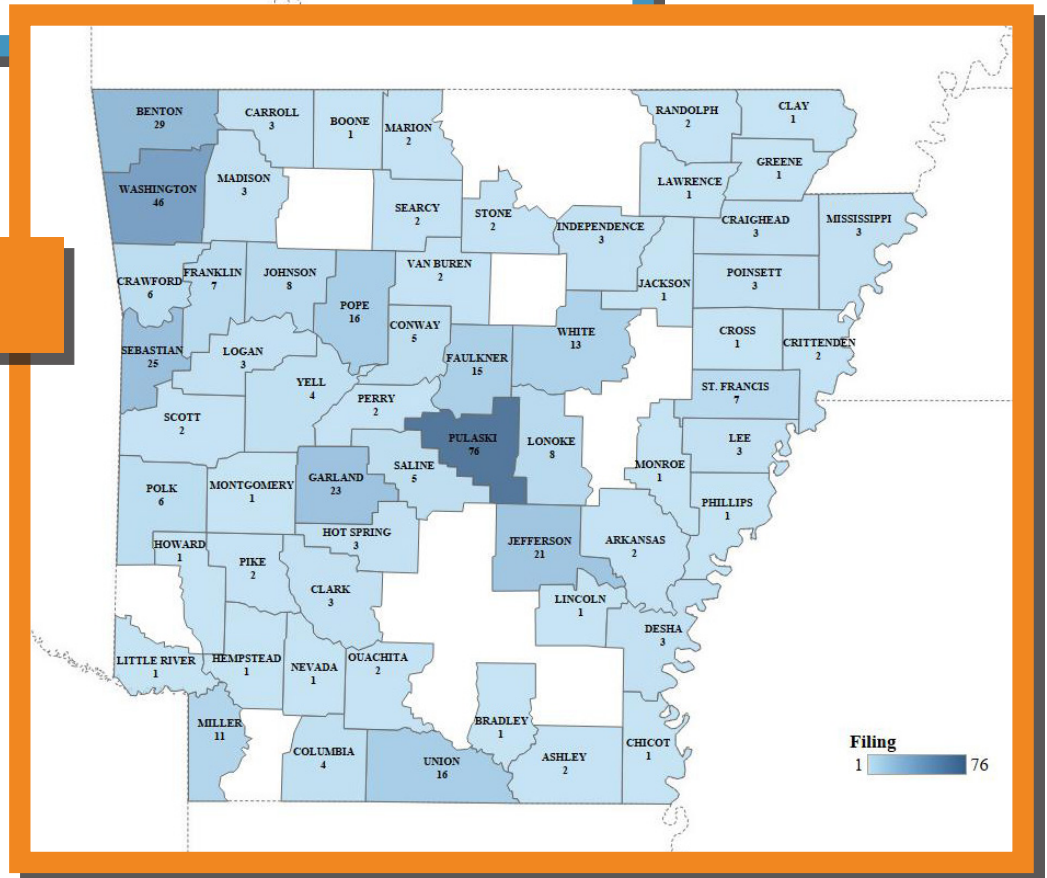 BENTON
29
CARROLL
3
BOONE
1
MARION
2
RANDOLPH
2
CLAY
1
GREENE
1
WASHINGTON
46
MADISON
3
LAWRENCE
1
SEARCY
2
STONE
2
INDEPENDENCE
3
CRAIGHEAD
3
MISSISSIPPI
3
CRAWFORD
6
FRANKLIN
7
JOHNSON
8
VAN BUREN
2
JACKSON
1
POINSETT
3
POPE
16
CONWAY
5
WHITE
13
CROSS
1
CRITTENDEN
2
SEBASTIAN
25
LOGAN
3
FAULKNER
15
YELL
4
PERRY
2
ST. FRANCIS
7
SCOTT
2
PULASKI
76
LONOKE
8
LEE
3
SALINE
5
MONROE
1
GARLAND
23
POLK
6
MONTGOMERY
1
PHILLIPS
1
HOT SPRING
3
JEFFERSON
21
ARKANSAS
2
HOWARD
1
PIKE
2
CLARK
3
LINCOLN
1
DESHA
3
LITTLE RIVER
1
HEMPSTEAD
1
NEVADA
1
OUACHITA
2
MILLER
11
BRADLEY
1
COLUMBIA
4
UNION
16
ASHLEY
2
CHICOT
1
Filing
1 76